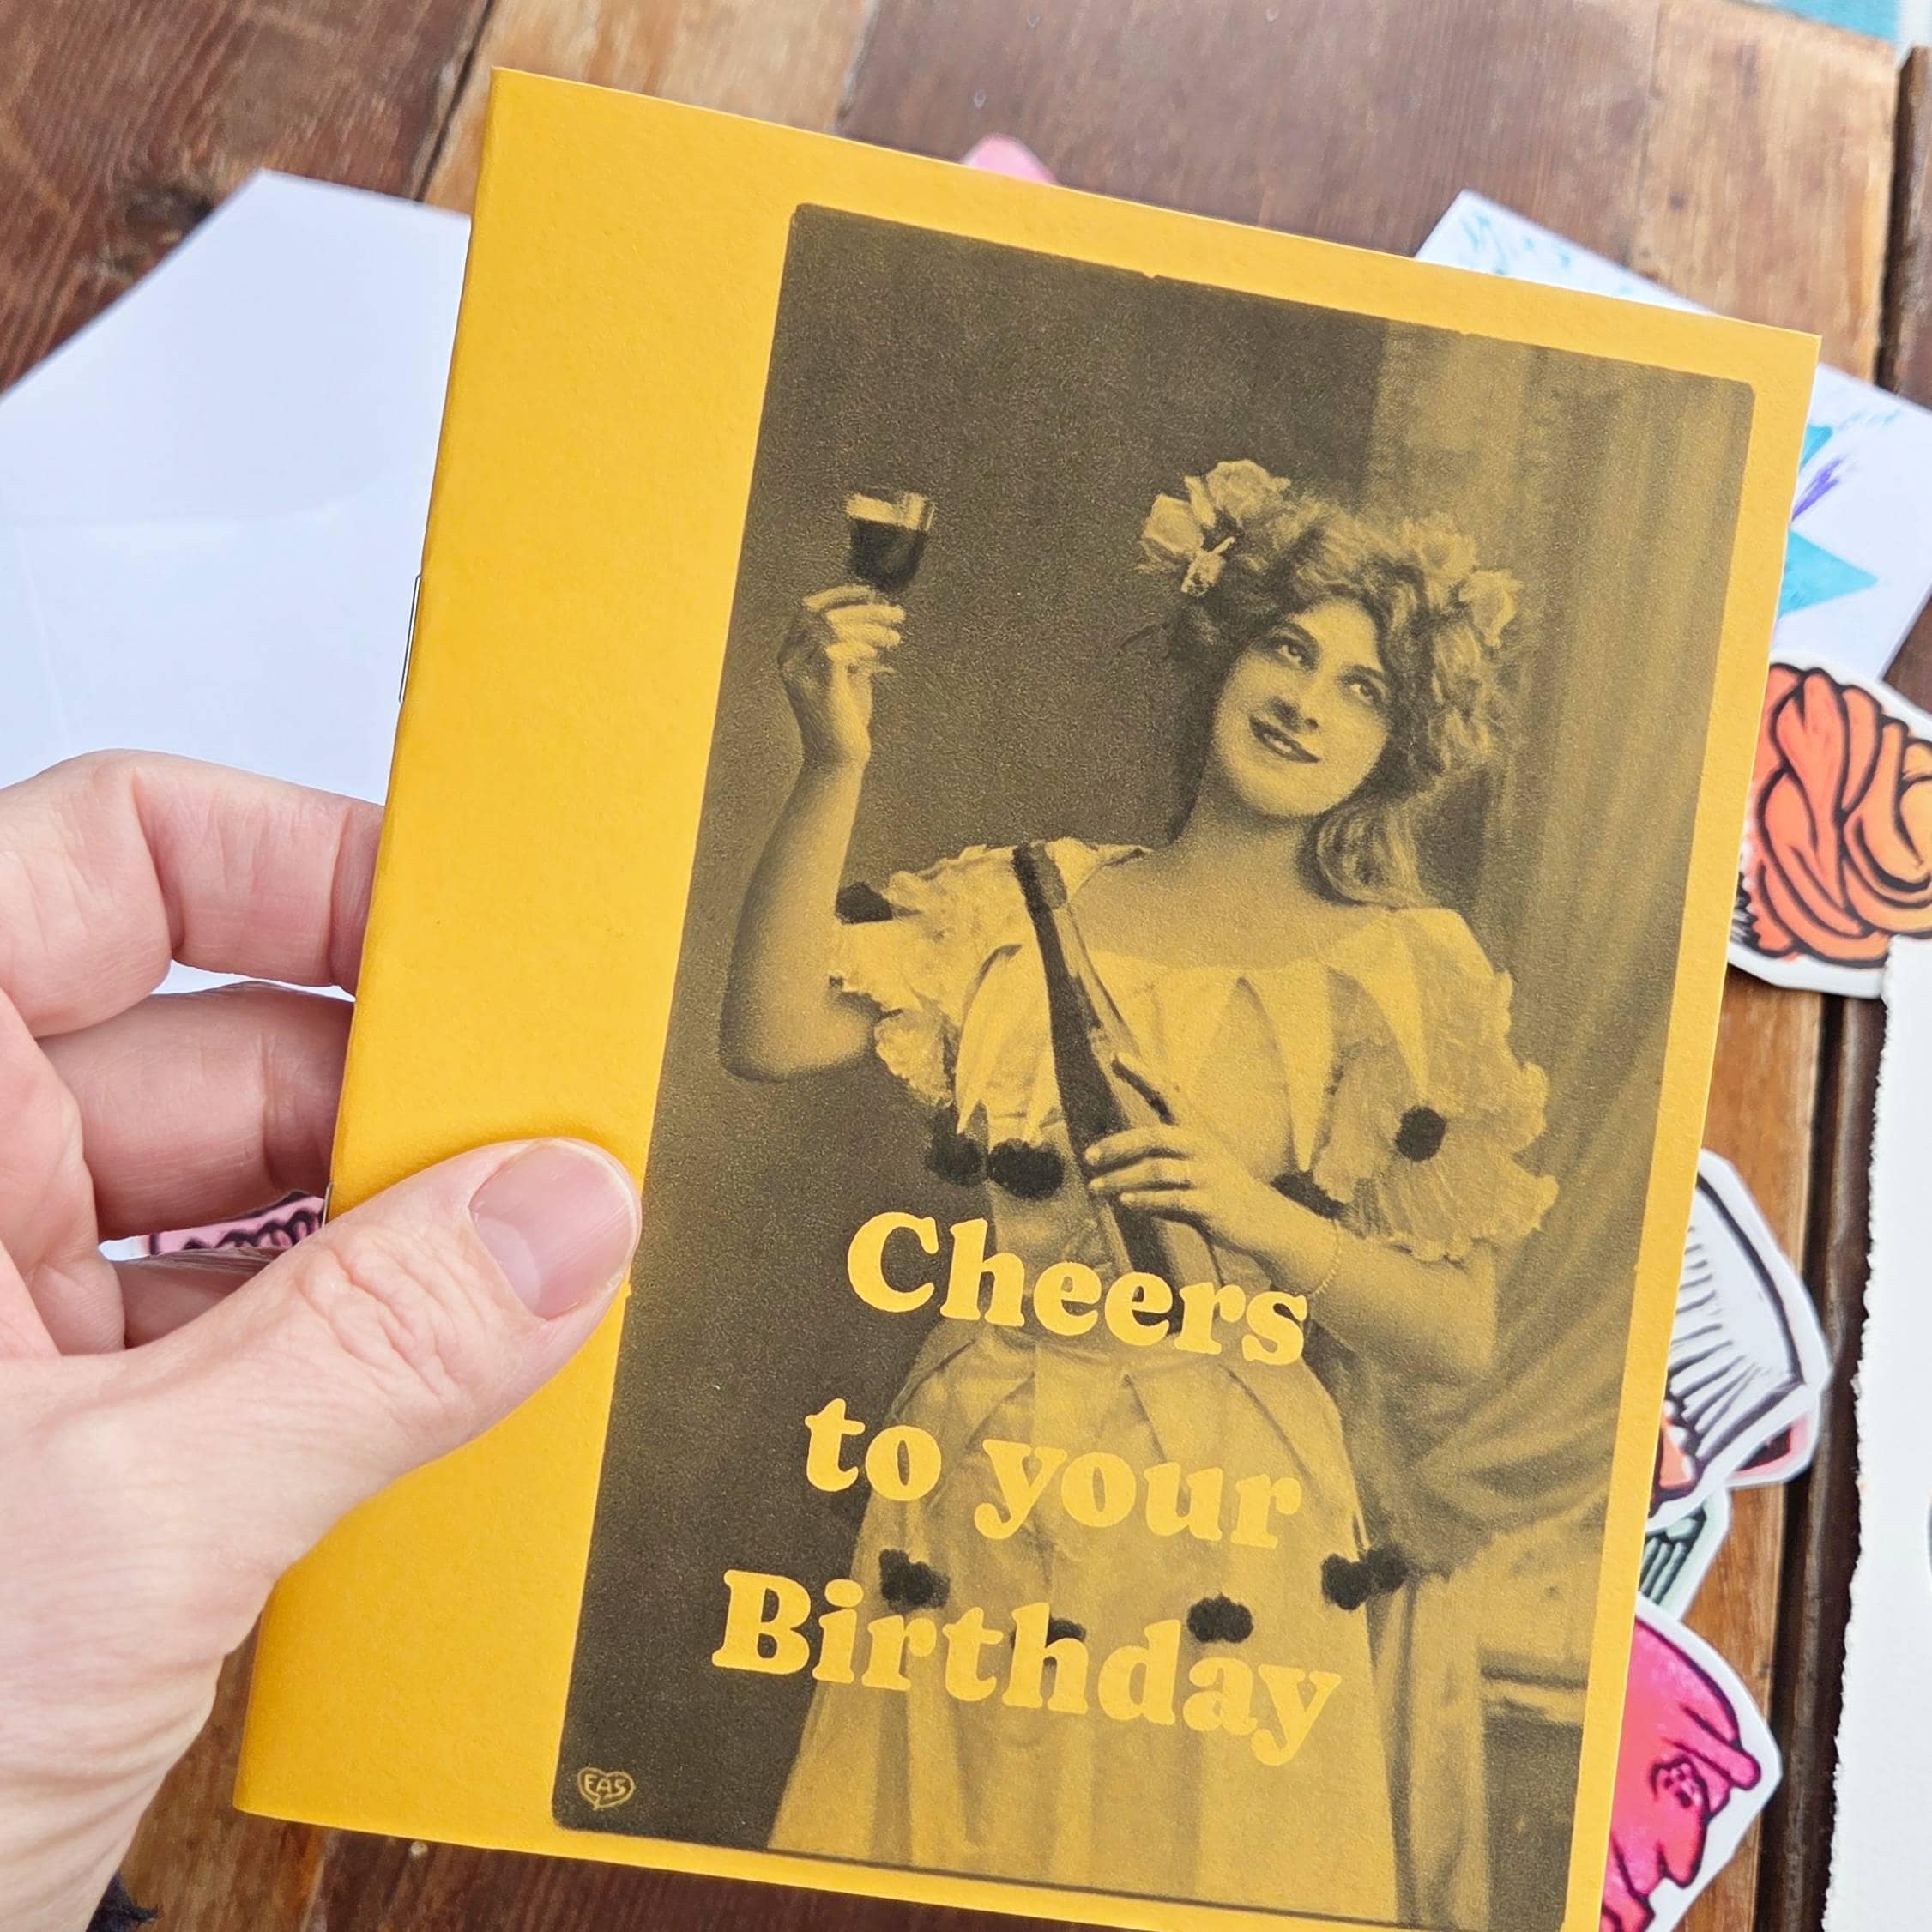 Cheers
to your
Birthday
EAS